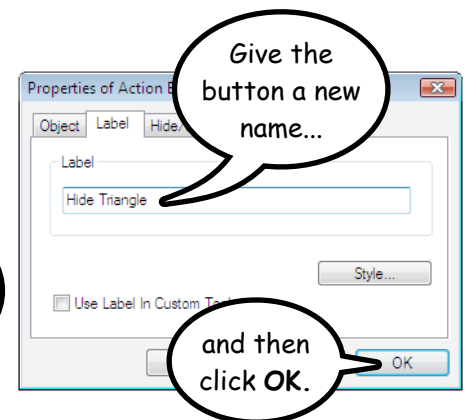 Give the
button a new
name...
Properties of Action
Object Label Hide/
Label
Hide Triangle
Style...
Use Label In Custom
and then
click OK.
OK